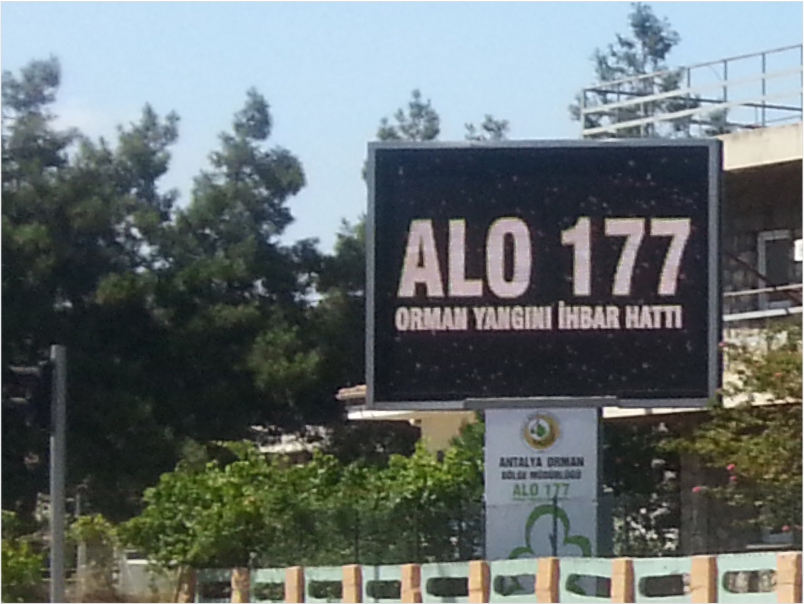 ALO 177
ORMAN YANGINI İHBAR HATTI
ANTALYA ORMAN
BÖLGE MÜDÜRLÜĞÜ
ALO 177